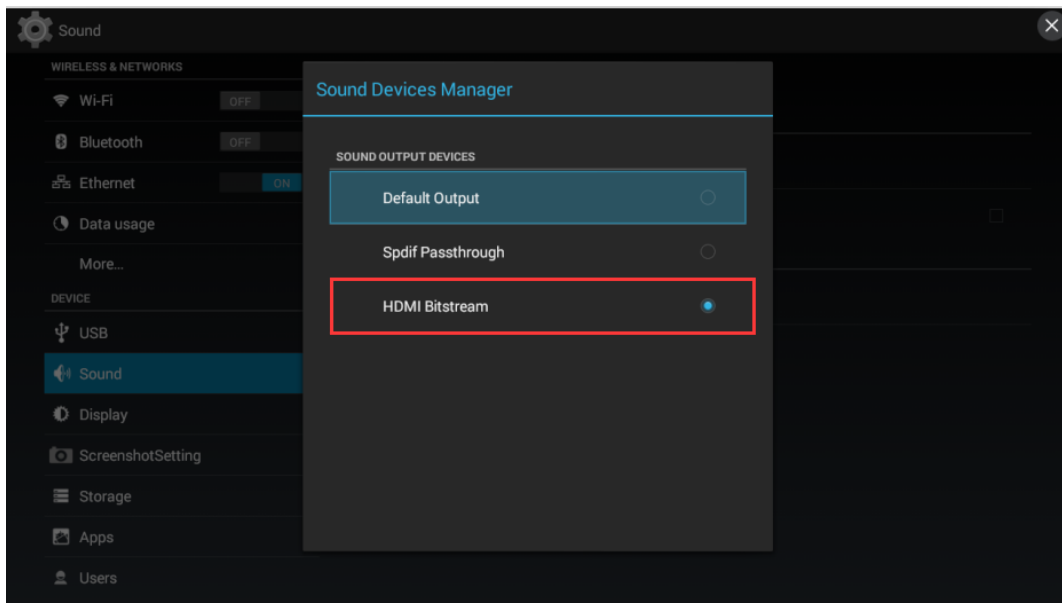 Sound
WIRELESS & NETWORKS
Wi-Fi
OFF
Bluetooth
OFF
Ethernet
ON
Data usage
More...
DEVICE
USB
Sound
Display
ScreenshotSetting
Storage
Apps
Users
Sound Devices Manager
SOUND OUTPUT DEVICES
Default Output
Spdif Passthrough
HDMI Bitstream